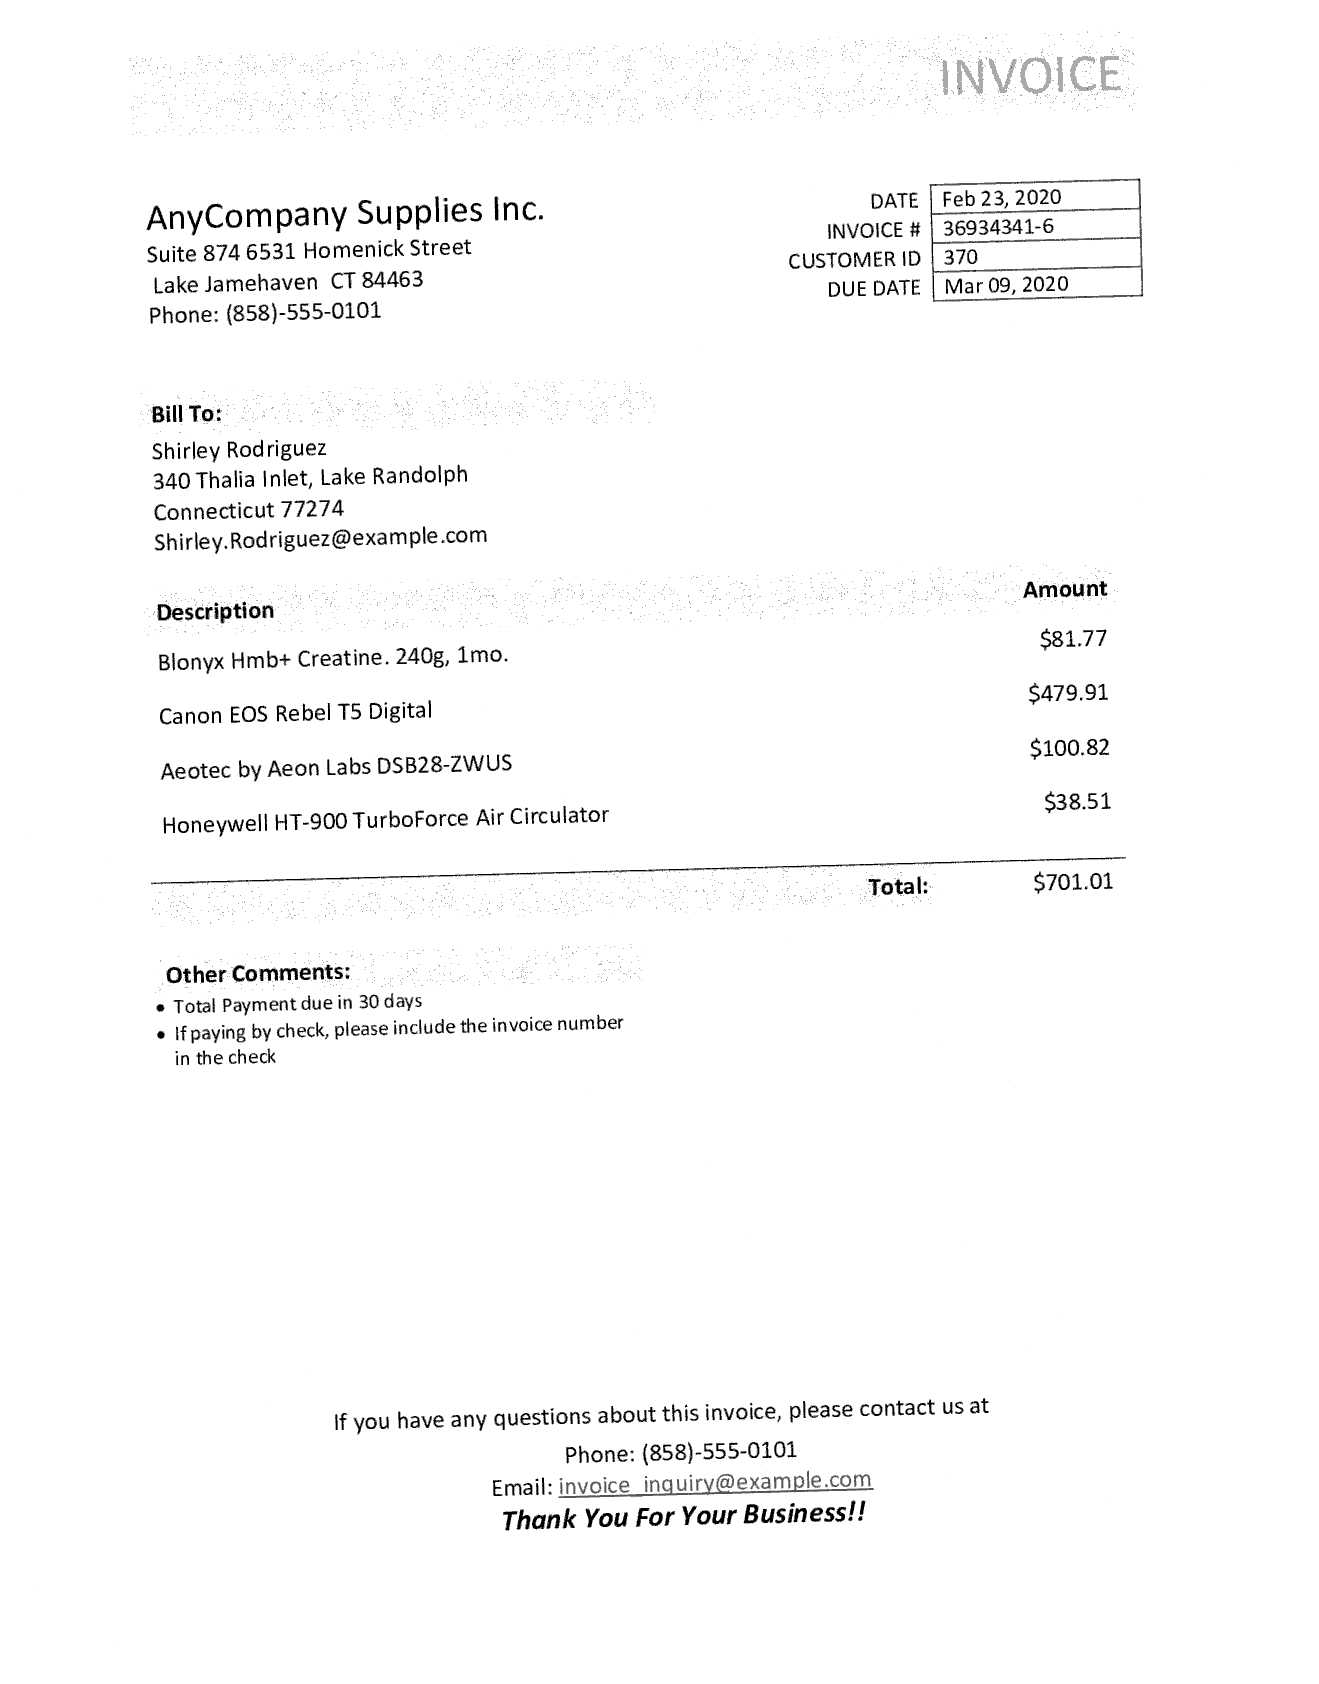 INVOICE
AnyCompany Supplies Inc.
Suite 874 6531 Homenick Street
Lake Jamehaven CT 84463
Phone: (858)-555-0101
DATE Feb 23, 2020
INVOICE # 36934341-6
CUSTOMER ID 370
DUE DATE Mar 09, 2020
Bill To:
Shirley Rodriguez
340 Thalia Inlet, Lake Randolph
Connecticut 77274
Shirley.Rodriguez@example.com
Description Amount
Blonyx Hmb+ Creatine. 240g, 1mo. $81.77
Canon EOS Rebel T5 Digital $479.91
Aeotec by Aeon Labs DSB28-ZWUS $100.82
Honeywell HT-900 TurboForce Air Circulator $38.51
Total: $701.01
Other Comments:
• Total Payment due in 30 days
• If paying by check, please include the invoice number
in the check
If you have any questions about this invoice, please contact us at
Phone: (858)-555-0101
Email: invoice_inquiry@example.com
Thank You For Your Business!!